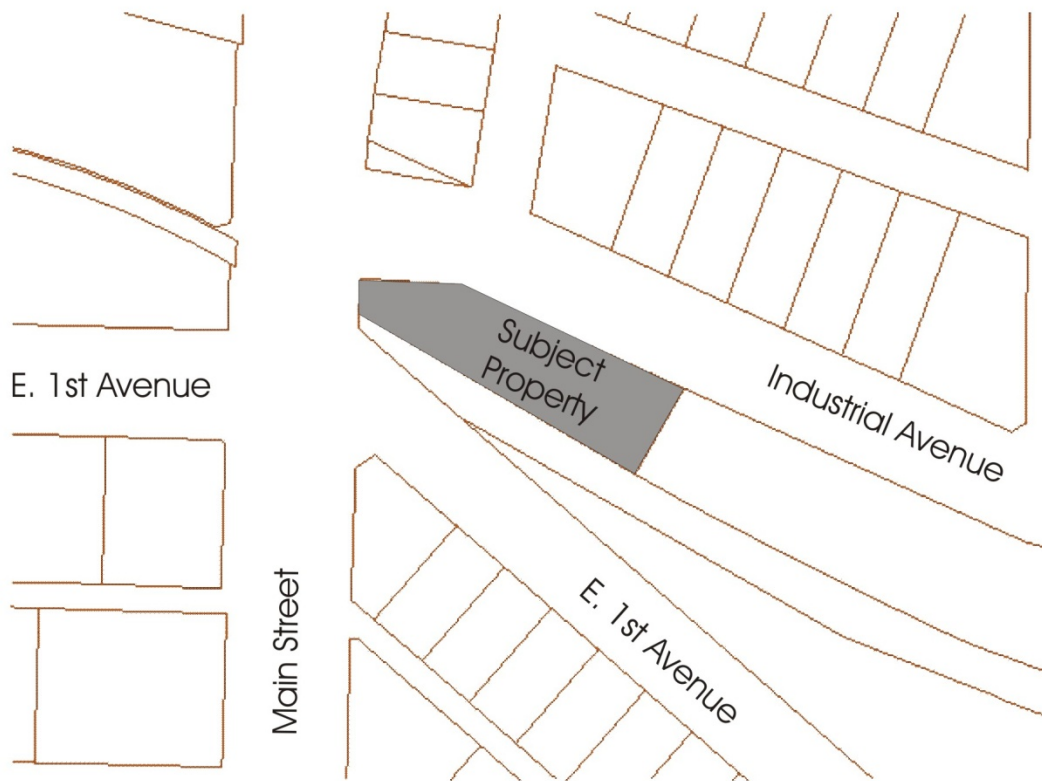 Subject
Property
E. 1st Avenue
Industrial Avenue
Main Street
E. 1st Avenue